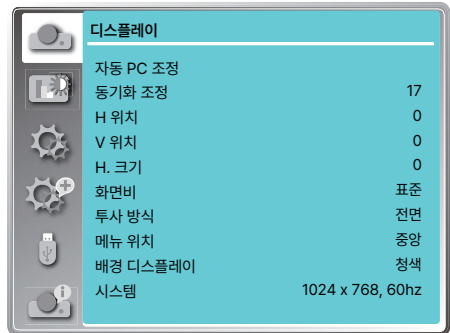 디스플레이
자동 PC 조정
동기화 조정 17
H 위치 0
V 위치 0
H. 크기 0
화면비 표준
투사 방식 전면
메뉴 위치 중앙
배경 디스플레이 청색
시스템 1024 x 768, 60hz